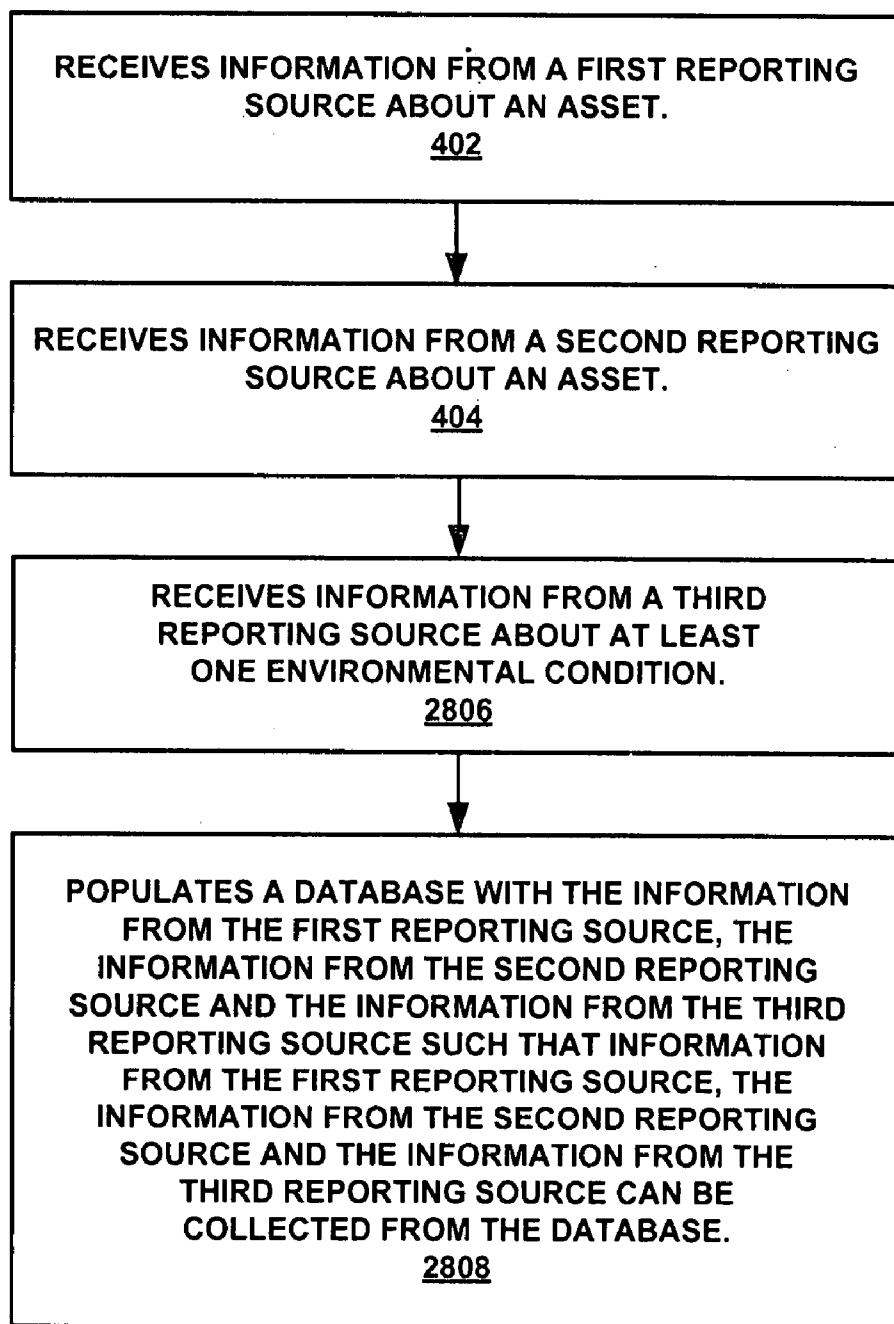 RECEIVES INFORMATION FROM A FIRST REPORTING
SOURCE ABOUT AN ASSET.
402
RECEIVES INFORMATION FROM A SECOND REPORTING
SOURCE ABOUT AN ASSET.
404
RECEIVES INFORMATION FROM A THIRD
REPORTING SOURCE ABOUT AT LEAST
ONE ENVIRONMENTAL CONDITION.
2806
POPULATES A DATABASE WITH THE INFORMATION
FROM THE FIRST REPORTING SOURCE, THE
INFORMATION FROM THE SECOND REPORTING
SOURCE AND THE INFORMATION FROM THE THIRD
REPORTING SOURCE SUCH THAT INFORMATION
FROM THE FIRST REPORTING SOURCE, THE
INFORMATION FROM THE SECOND REPORTING
SOURCE AND THE INFORMATION FROM THE
THIRD REPORTING SOURCE CAN BE
COLLECTED FROM THE DATABASE.
2808